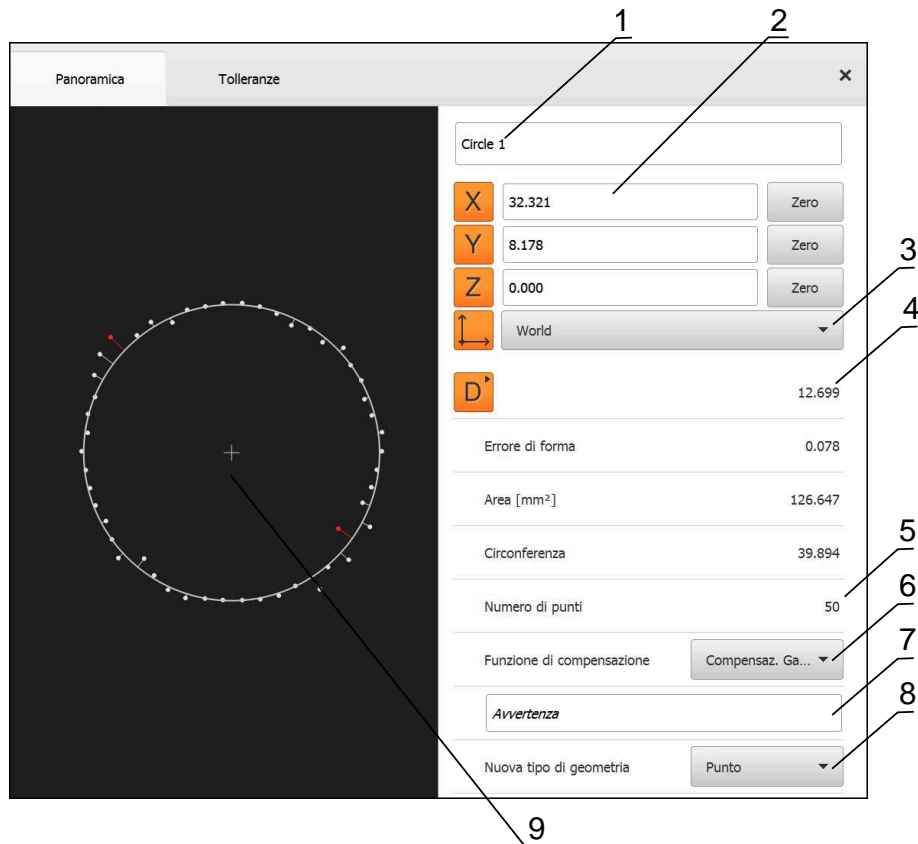 1
2
Panoramica Tolleranze ×
Circle 1
X 32.321 Zero
Y 8.178 Zero
3
Z 0.000 Zero
4
World
D 12.699
Errore di forma 0.078
Area [mm²] 126.647
5
Circonferenza 39.894
6
Numero di punti 50
7
Funzione di compensazione Compensaz. Ga...
8
Avvertenza
Nuova tipo di geometria Punto
9